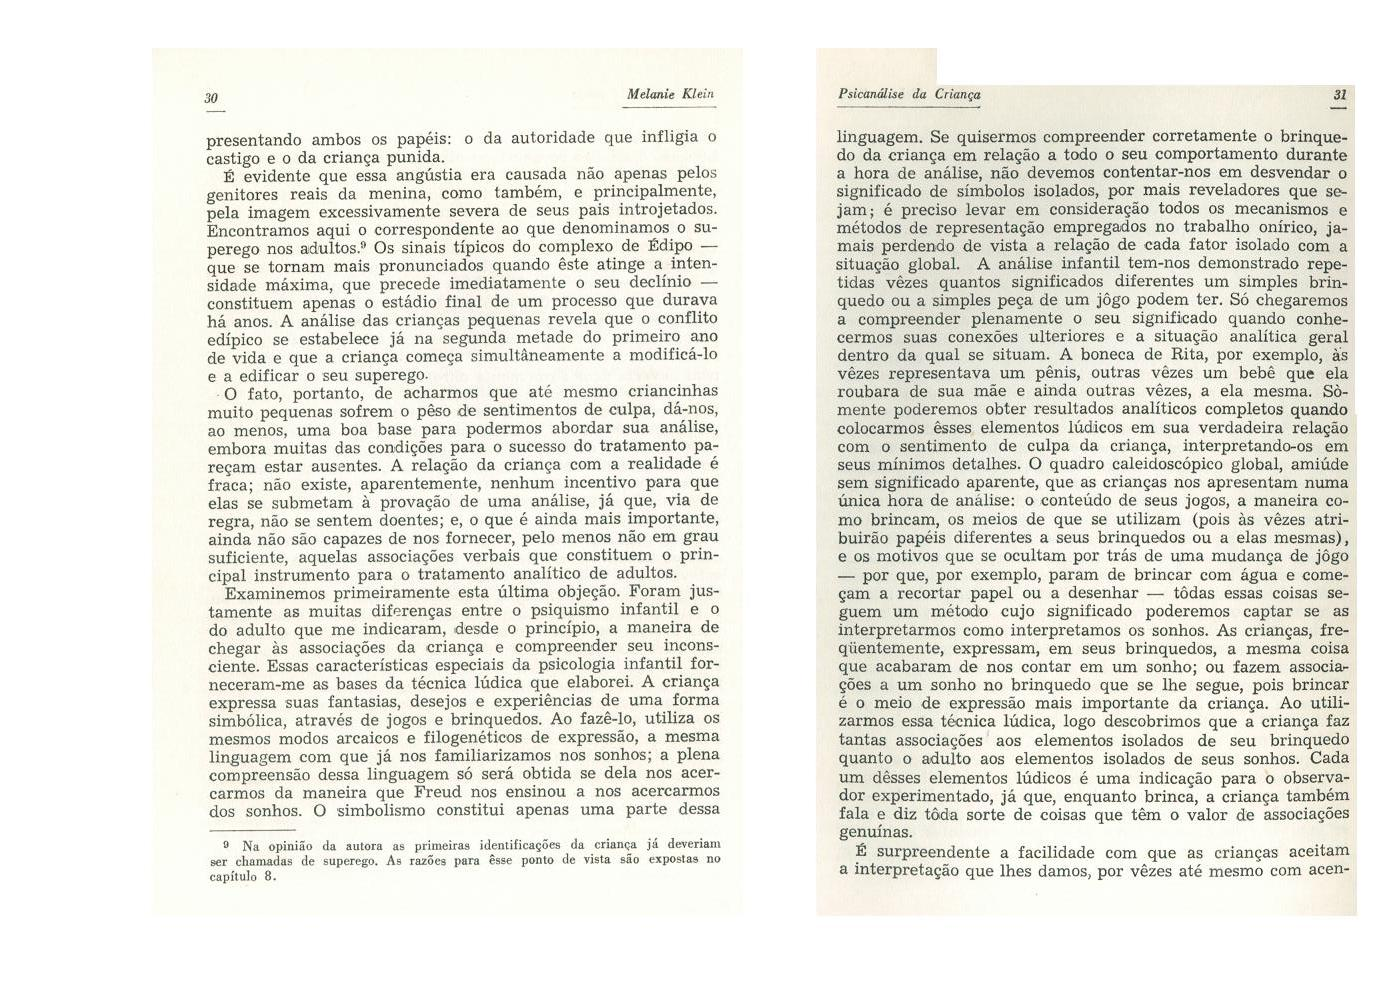 30
Melanie Klein
presentando ambos os papéis: o da autoridade que infligia o
castigo e o da criança punida.
É evidente que essa angústia era causada não apenas pelos
genitores reais da menina, como também, e principalmente,
pela imagem excessivamente severa de seus pais introjetados.
Encontramos aqui o correspondente ao que denominamos o su-
perego nos adultos.⁹ Os sinais típicos do complexo de Édipo —
que se tornam mais pronunciados quando êste atinge a inten-
sidade máxima, que precede imediatamente o seu declínio —
constituem apenas o estádio final de um processo que durava
há anos. A análise das crianças pequenas revela que o conflito
edípico se estabelece já na segunda metade do primeiro ano
de vida e que a criança começa simultâneamente a modificá-lo
e a edificar o seu superego.
O fato, portanto, de acharmos que até mesmo criancinhas
muito pequenas sofrem o pêso de sentimentos de culpa, dá-nos,
ao menos, uma boa base para podermos abordar sua análise,
embora muitas das condições para o sucesso do tratamento pa-
reçam estar ausentes. A relação da criança com a realidade é
fraca; não existe, aparentemente, nenhum incentivo para que
elas se submetam à provação de uma análise, já que, via de
regra, não se sentem doentes; e, o que é ainda mais importante,
ainda não são capazes de nos fornecer, pelo menos não em grau
suficiente, aquelas associações verbais que constituem o prin-
cipal instrumento para o tratamento analítico de adultos.
Examinemos primeiramente esta última objeção. Foram jus-
tamente as muitas diferenças entre o psiquismo infantil e o
do adulto que me indicaram, desde o princípio, a maneira de
chegar às associações da criança e compreender seu incons-
ciente. Essas características especiais da psicologia infantil for-
neceram-me as bases da técnica lúdica que elaborei. A criança
expressa suas fantasias, desejos e experiências de uma forma
simbólica, através de jogos e brinquedos. Ao fazê-lo, utiliza os
mesmos modos arcaicos e filogenéticos de expressão, a mesma
linguagem com que já nos familiarizamos nos sonhos; a plena
compreensão dessa linguagem só será obtida se dela nos acer-
carmos da maneira que Freud nos ensinou a nos acercarmos
dos sonhos. O simbolismo constitui apenas uma parte dessa
⁹ Na opinião da autora as primeiras identificações da criança já deveriam
ser chamadas de superego. As razões para êsse ponto de vista são expostas no
capítulo 8.
Psicanálise da Criança
31
linguagem. Se quisermos compreender corretamente o brinque-
do da criança em relação a todo o seu comportamento durante
a hora de análise, não devemos contentar-nos em desvendar o
significado de símbolos isolados, por mais reveladores que se-
jam; é preciso levar em consideração todos os mecanismos e
métodos de representação empregados no trabalho onírico, ja-
mais perdendo de vista a relação de cada fator isolado com a
situação global. A análise infantil tem-nos demonstrado repe-
tidas vêzes quantos significados diferentes um simples brin-
quedo ou a simples peça de um jôgo podem ter. Só chegaremos
a compreender plenamente o seu significado quando conhe-
cermos suas conexões ulteriores e a situação analítica geral
dentro da qual se situam. A boneca de Rita, por exemplo, às
vêzes representava um pênis, outras vêzes um bebê que ela
roubara de sua mãe e ainda outras vêzes, a ela mesma. Sò-
mente poderemos obter resultados analíticos completos quando
colocarmos êsses elementos lúdicos em sua verdadeira relação
com o sentimento de culpa da criança, interpretando-os em
seus mínimos detalhes. O quadro caleidoscópico global, amiúde
sem significado aparente, que as crianças nos apresentam numa
única hora de análise: o conteúdo de seus jogos, a maneira co-
mo brincam, os meios de que se utilizam (pois às vêzes atri-
buirão papéis diferentes a seus brinquedos ou a elas mesmas),
e os motivos que se ocultam por trás de uma mudança de jôgo
— por que, por exemplo, param de brincar com água e come-
çam a recortar papel ou a desenhar — tôdas essas coisas se-
guem um método cujo significado poderemos captar se as
interpretarmos como interpretamos os sonhos. As crianças, fre-
qüentemente, expressam, em seus brinquedos, a mesma coisa
que acabaram de nos contar em um sonho; ou fazem associa-
ções a um sonho no brinquedo que se lhe segue, pois brincar
é o meio de expressão mais importante da criança. Ao utili-
zarmos essa técnica lúdica, logo descobrimos que a criança faz
tantas associações aos elementos isolados de seu brinquedo
quanto o adulto aos elementos isolados de seus sonhos. Cada
um dêsses elementos lúdicos é uma indicação para o observa-
dor experimentado, já que, enquanto brinca, a criança também
fala e diz tôda sorte de coisas que têm o valor de associações
genuínas.
É surpreendente a facilidade com que as crianças aceitam
a interpretação que lhes damos, por vêzes até mesmo com acen-